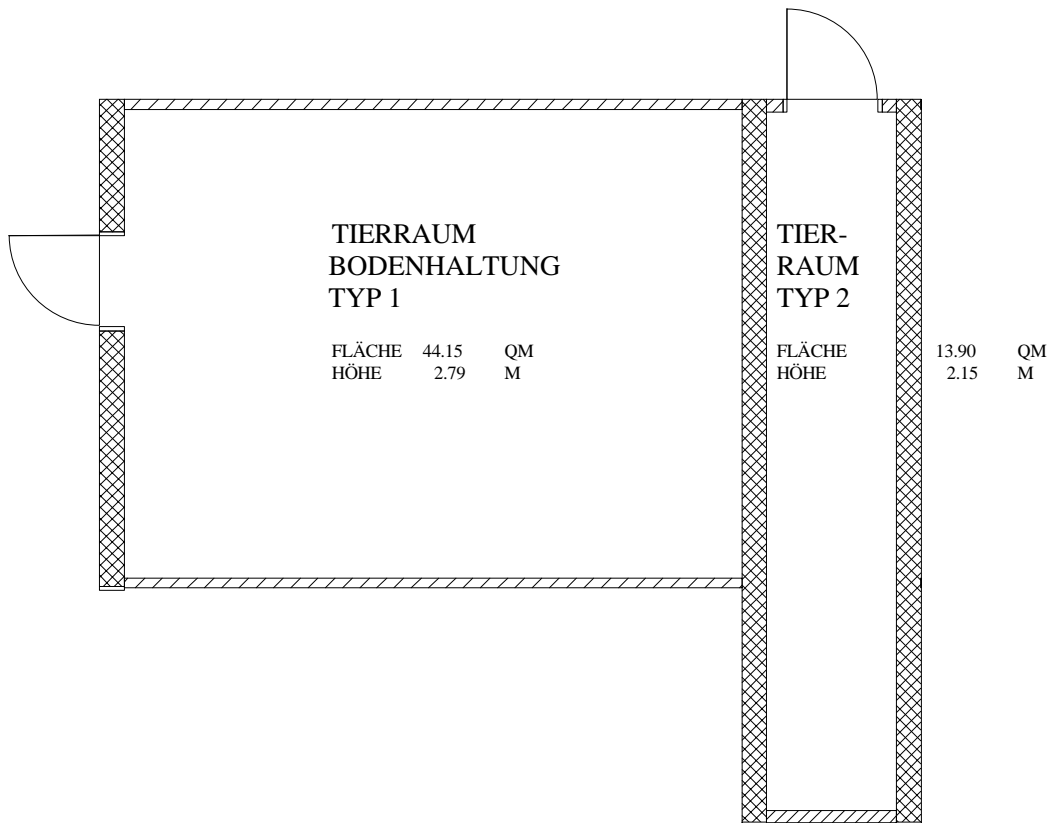 TIERRAUM
BODENHALTUNG
TYP 1
FLÄCHE 44.15 QM
HÖHE 2.79 M
TIER-
RAUM
TYP 2
FLÄCHE 13.90 QM
HÖHE 2.15 M